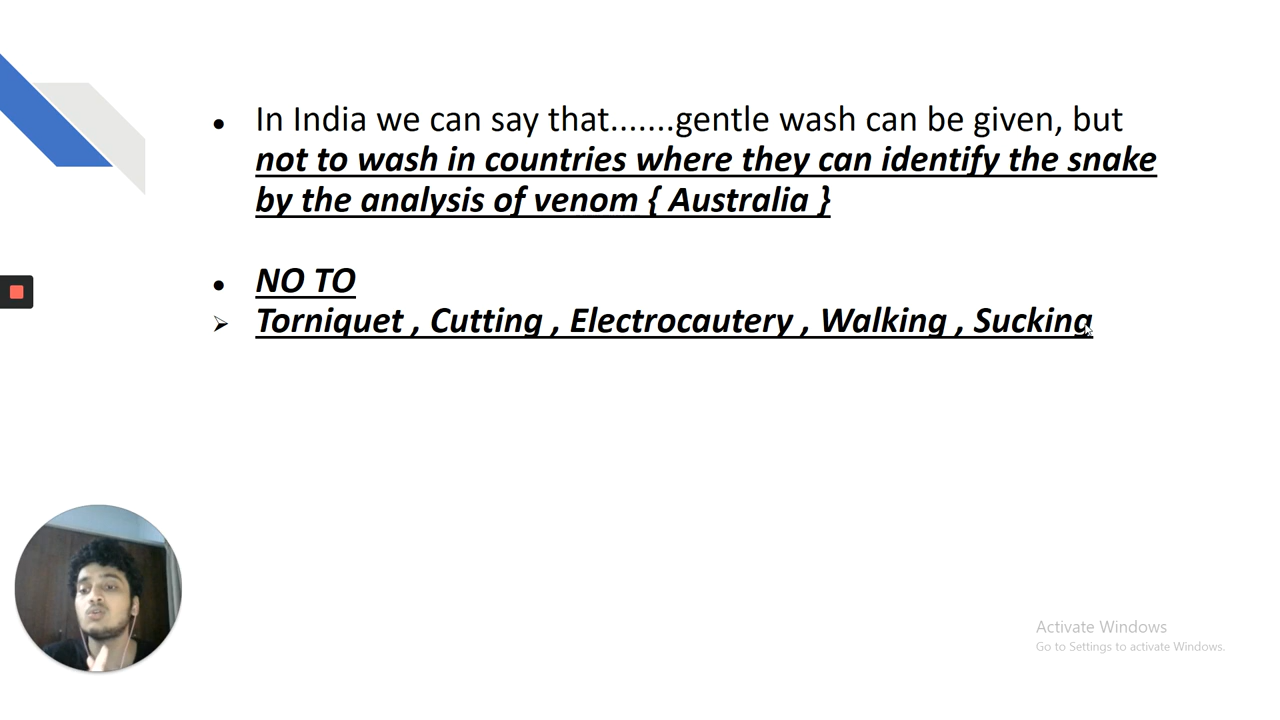 In India we can say that.......gentle wash can be given, but
not to wash in countries where they can identify the snake
by the analysis of venom { Australia }
NO TO
Torniquet , Cutting , Electrocautery , Walking , Sucking
Activate Windows
Go to Settings to activate Windows.